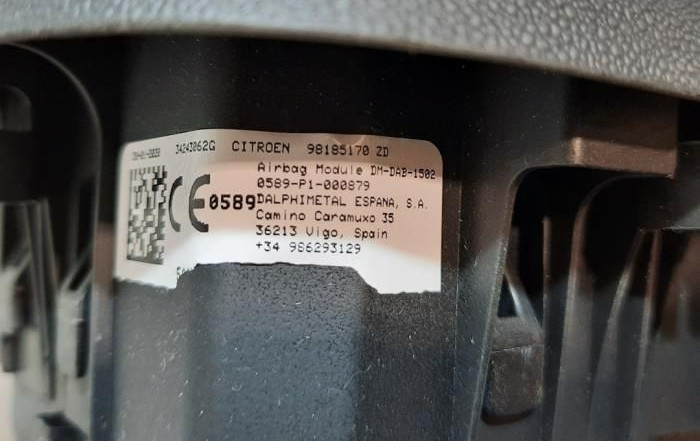 34243062G CITROEN 98185170 ZD
Airbag Module DM-DAB-1502
0589-P1-000879
CE 0589 DALPHIMETAL ESPANA, S.A.
Camino Caramuxo 35
36213 Vigo, Spain
+34 986293129